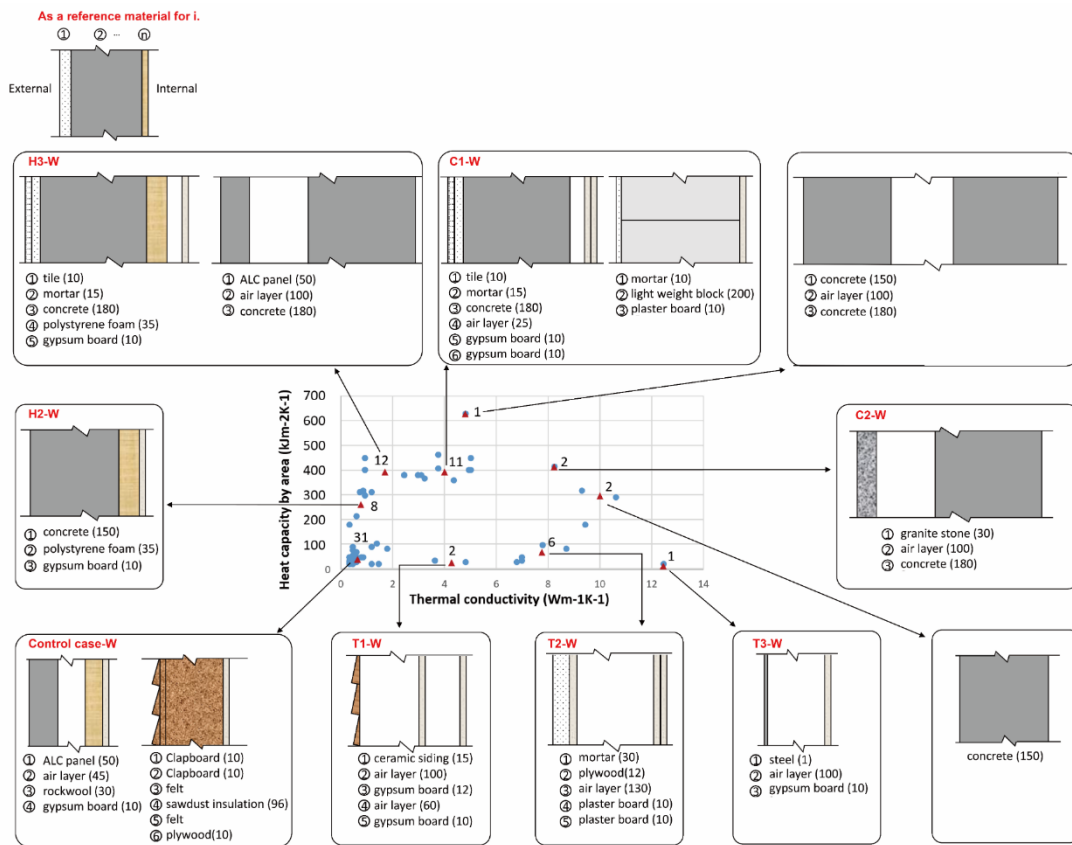 As a reference material for i.
① ② ··· ⓝ
External
Internal
H3-W
① tile (10)
② mortar (15)
③ concrete (180)
④ polystyrene foam (35)
⑤ gypsum board (10)
① ALC panel (50)
② air layer (100)
③ concrete (180)
C1-W
① tile (10)
② mortar (15)
③ concrete (180)
④ air layer (25)
⑤ gypsum board (10)
⑥ gypsum board (10)
① mortar (10)
② light weight block (200)
③ plaster board (10)
① concrete (150)
② air layer (100)
③ concrete (180)
H2-W
① concrete (150)
② polystyrene foam (35)
③ gypsum board (10)
Heat capacity by area (kJm-2K-1)
700
600
500
400
300
200
100
0
1
12
11
2
8
2
31
2
6
1
0 2 4 6 8 10 12 14
Thermal conductivity (Wm-1K-1)
C2-W
① granite stone (30)
② air layer (100)
③ concrete (180)
Control case-W
① ALC panel (50)
② air layer (45)
③ rockwool (30)
④ gypsum board (10)
① Clapboard (10)
② Clapboard (10)
③ felt
④ sawdust insulation (96)
⑤ felt
⑥ plywood(10)
T1-W
① ceramic siding (15)
② air layer (100)
③ gypsum board (12)
④ air layer (60)
⑤ gypsum board (10)
T2-W
① mortar (30)
② plywood(12)
③ air layer (130)
④ plaster board (10)
⑤ plaster board (10)
T3-W
① steel (1)
② air layer (100)
③ gypsum board (10)
concrete (150)